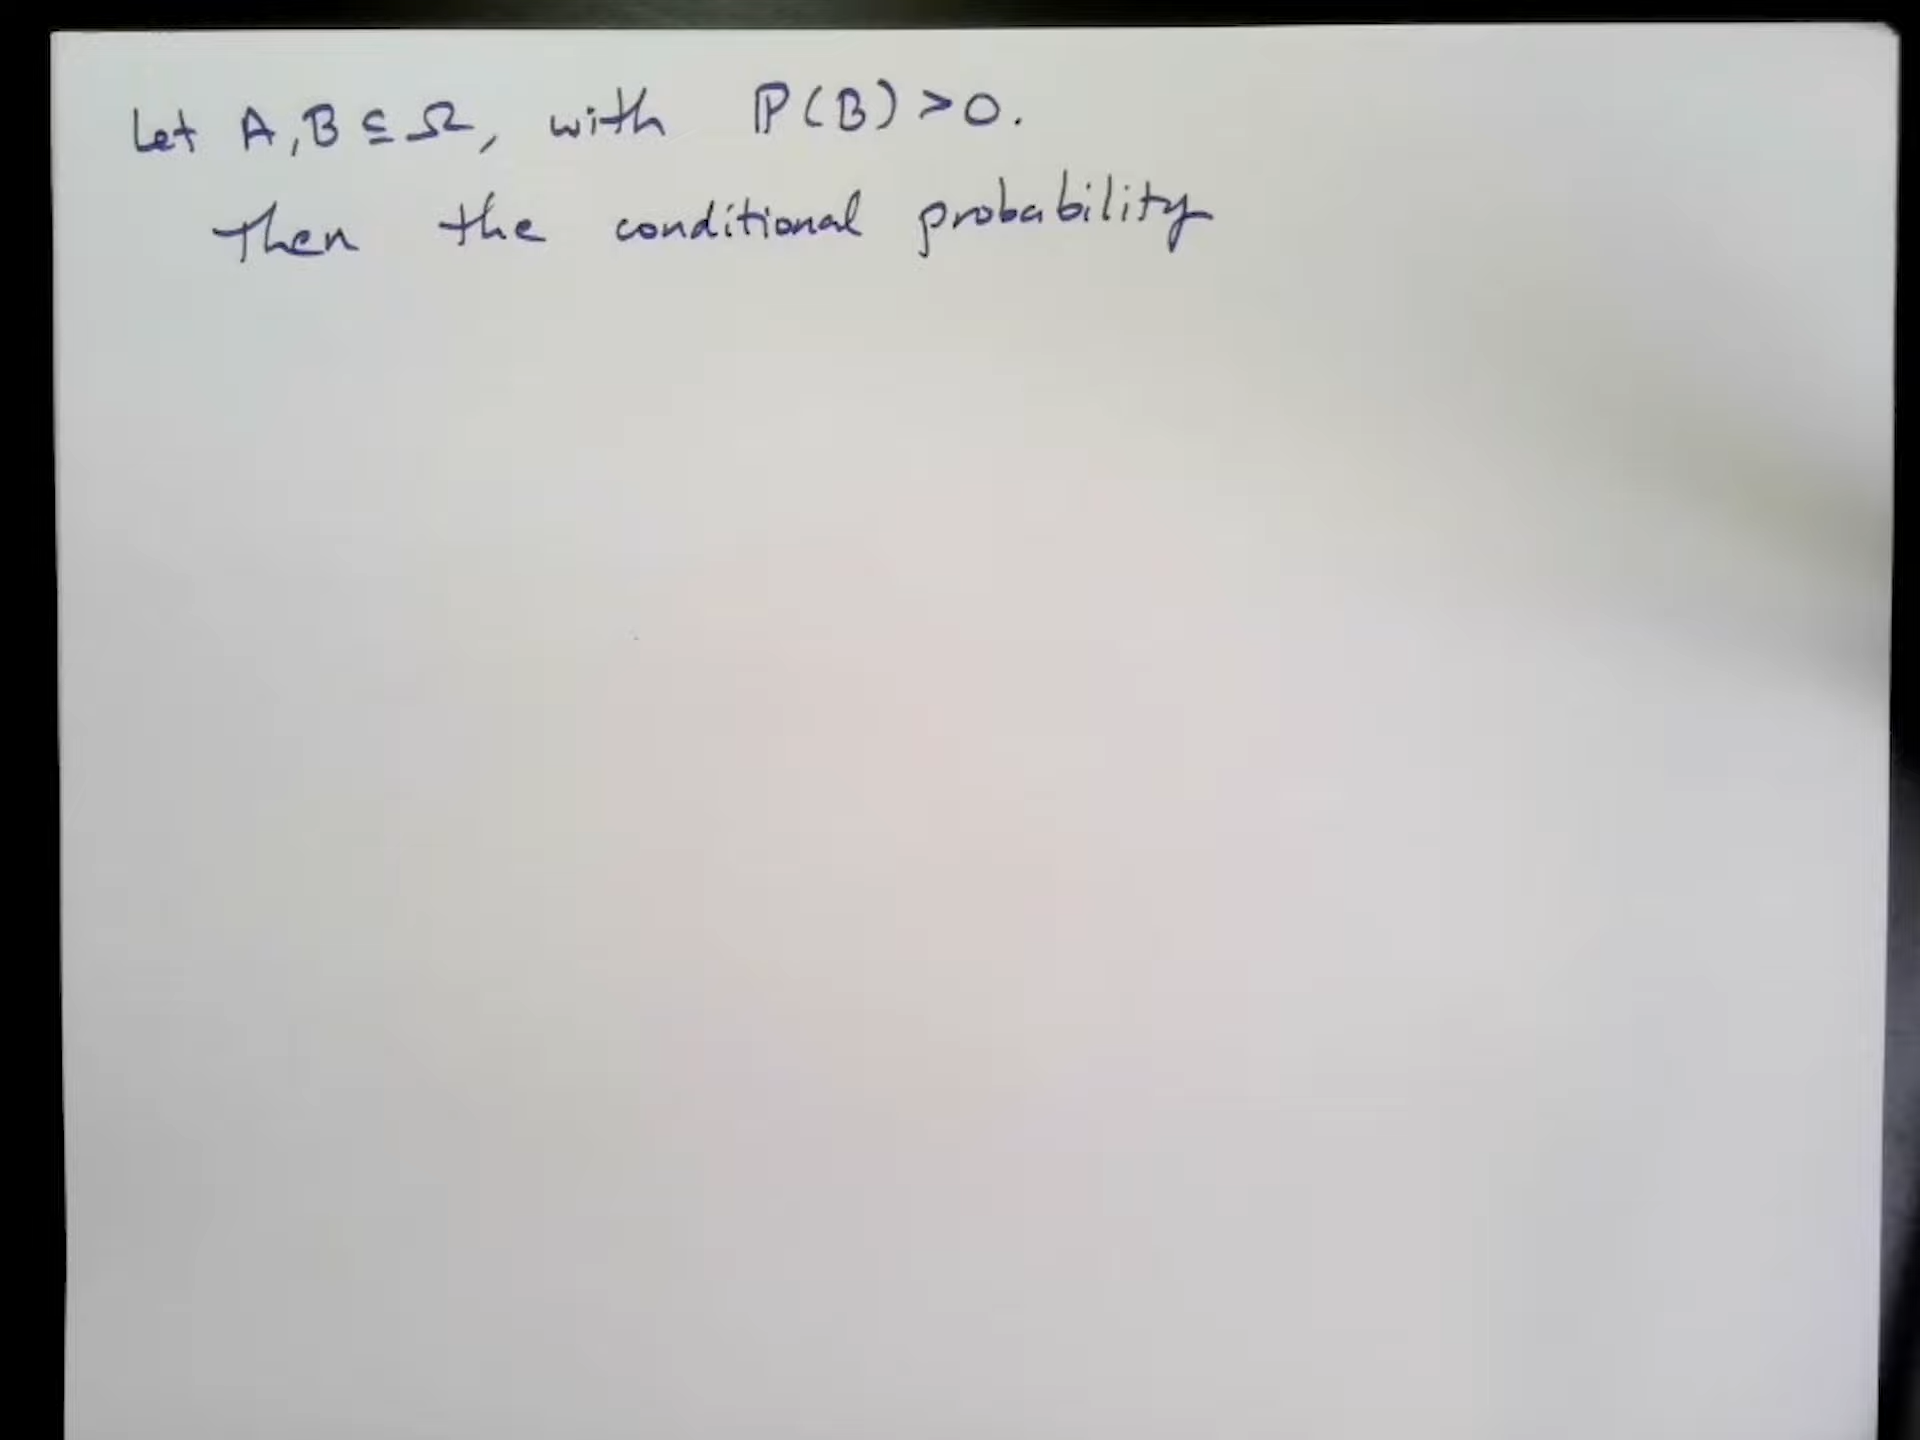 Let A, B ⊆ Ω, with ℙ(B) > 0.
Then the conditional probability